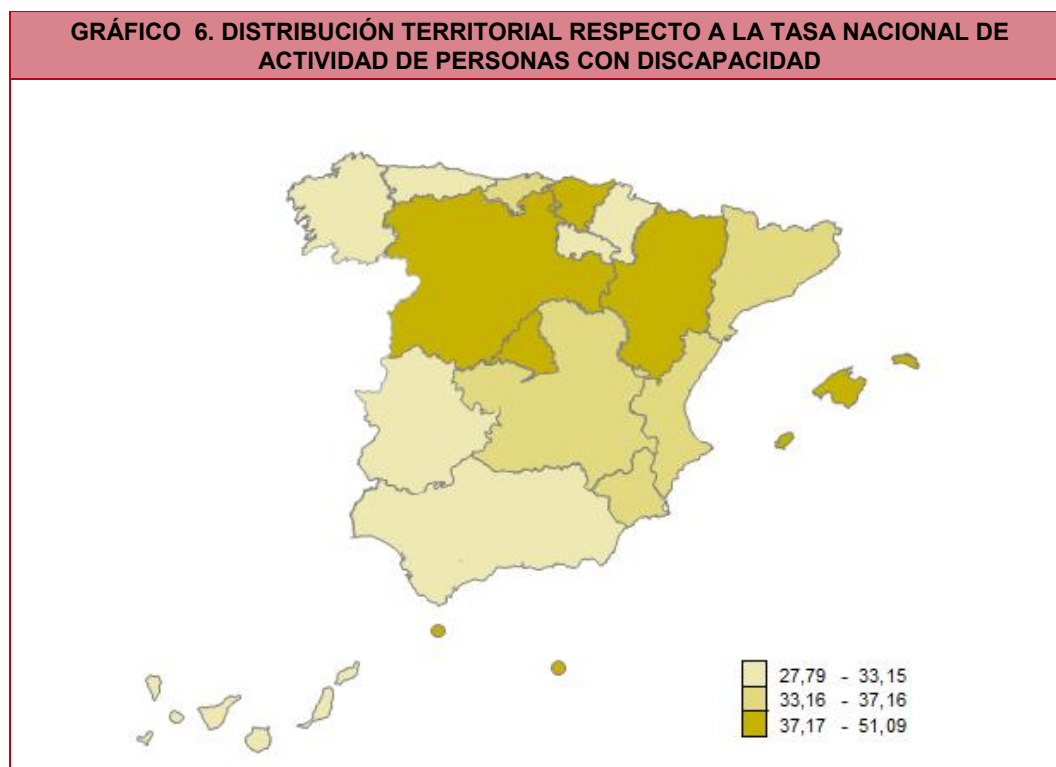 GRÁFICO 6. DISTRIBUCIÓN TERRITORIAL RESPECTO A LA TASA NACIONAL DE
ACTIVIDAD DE PERSONAS CON DISCAPACIDAD
27,79 - 33,15
33,16 - 37,16
37,17 - 51,09